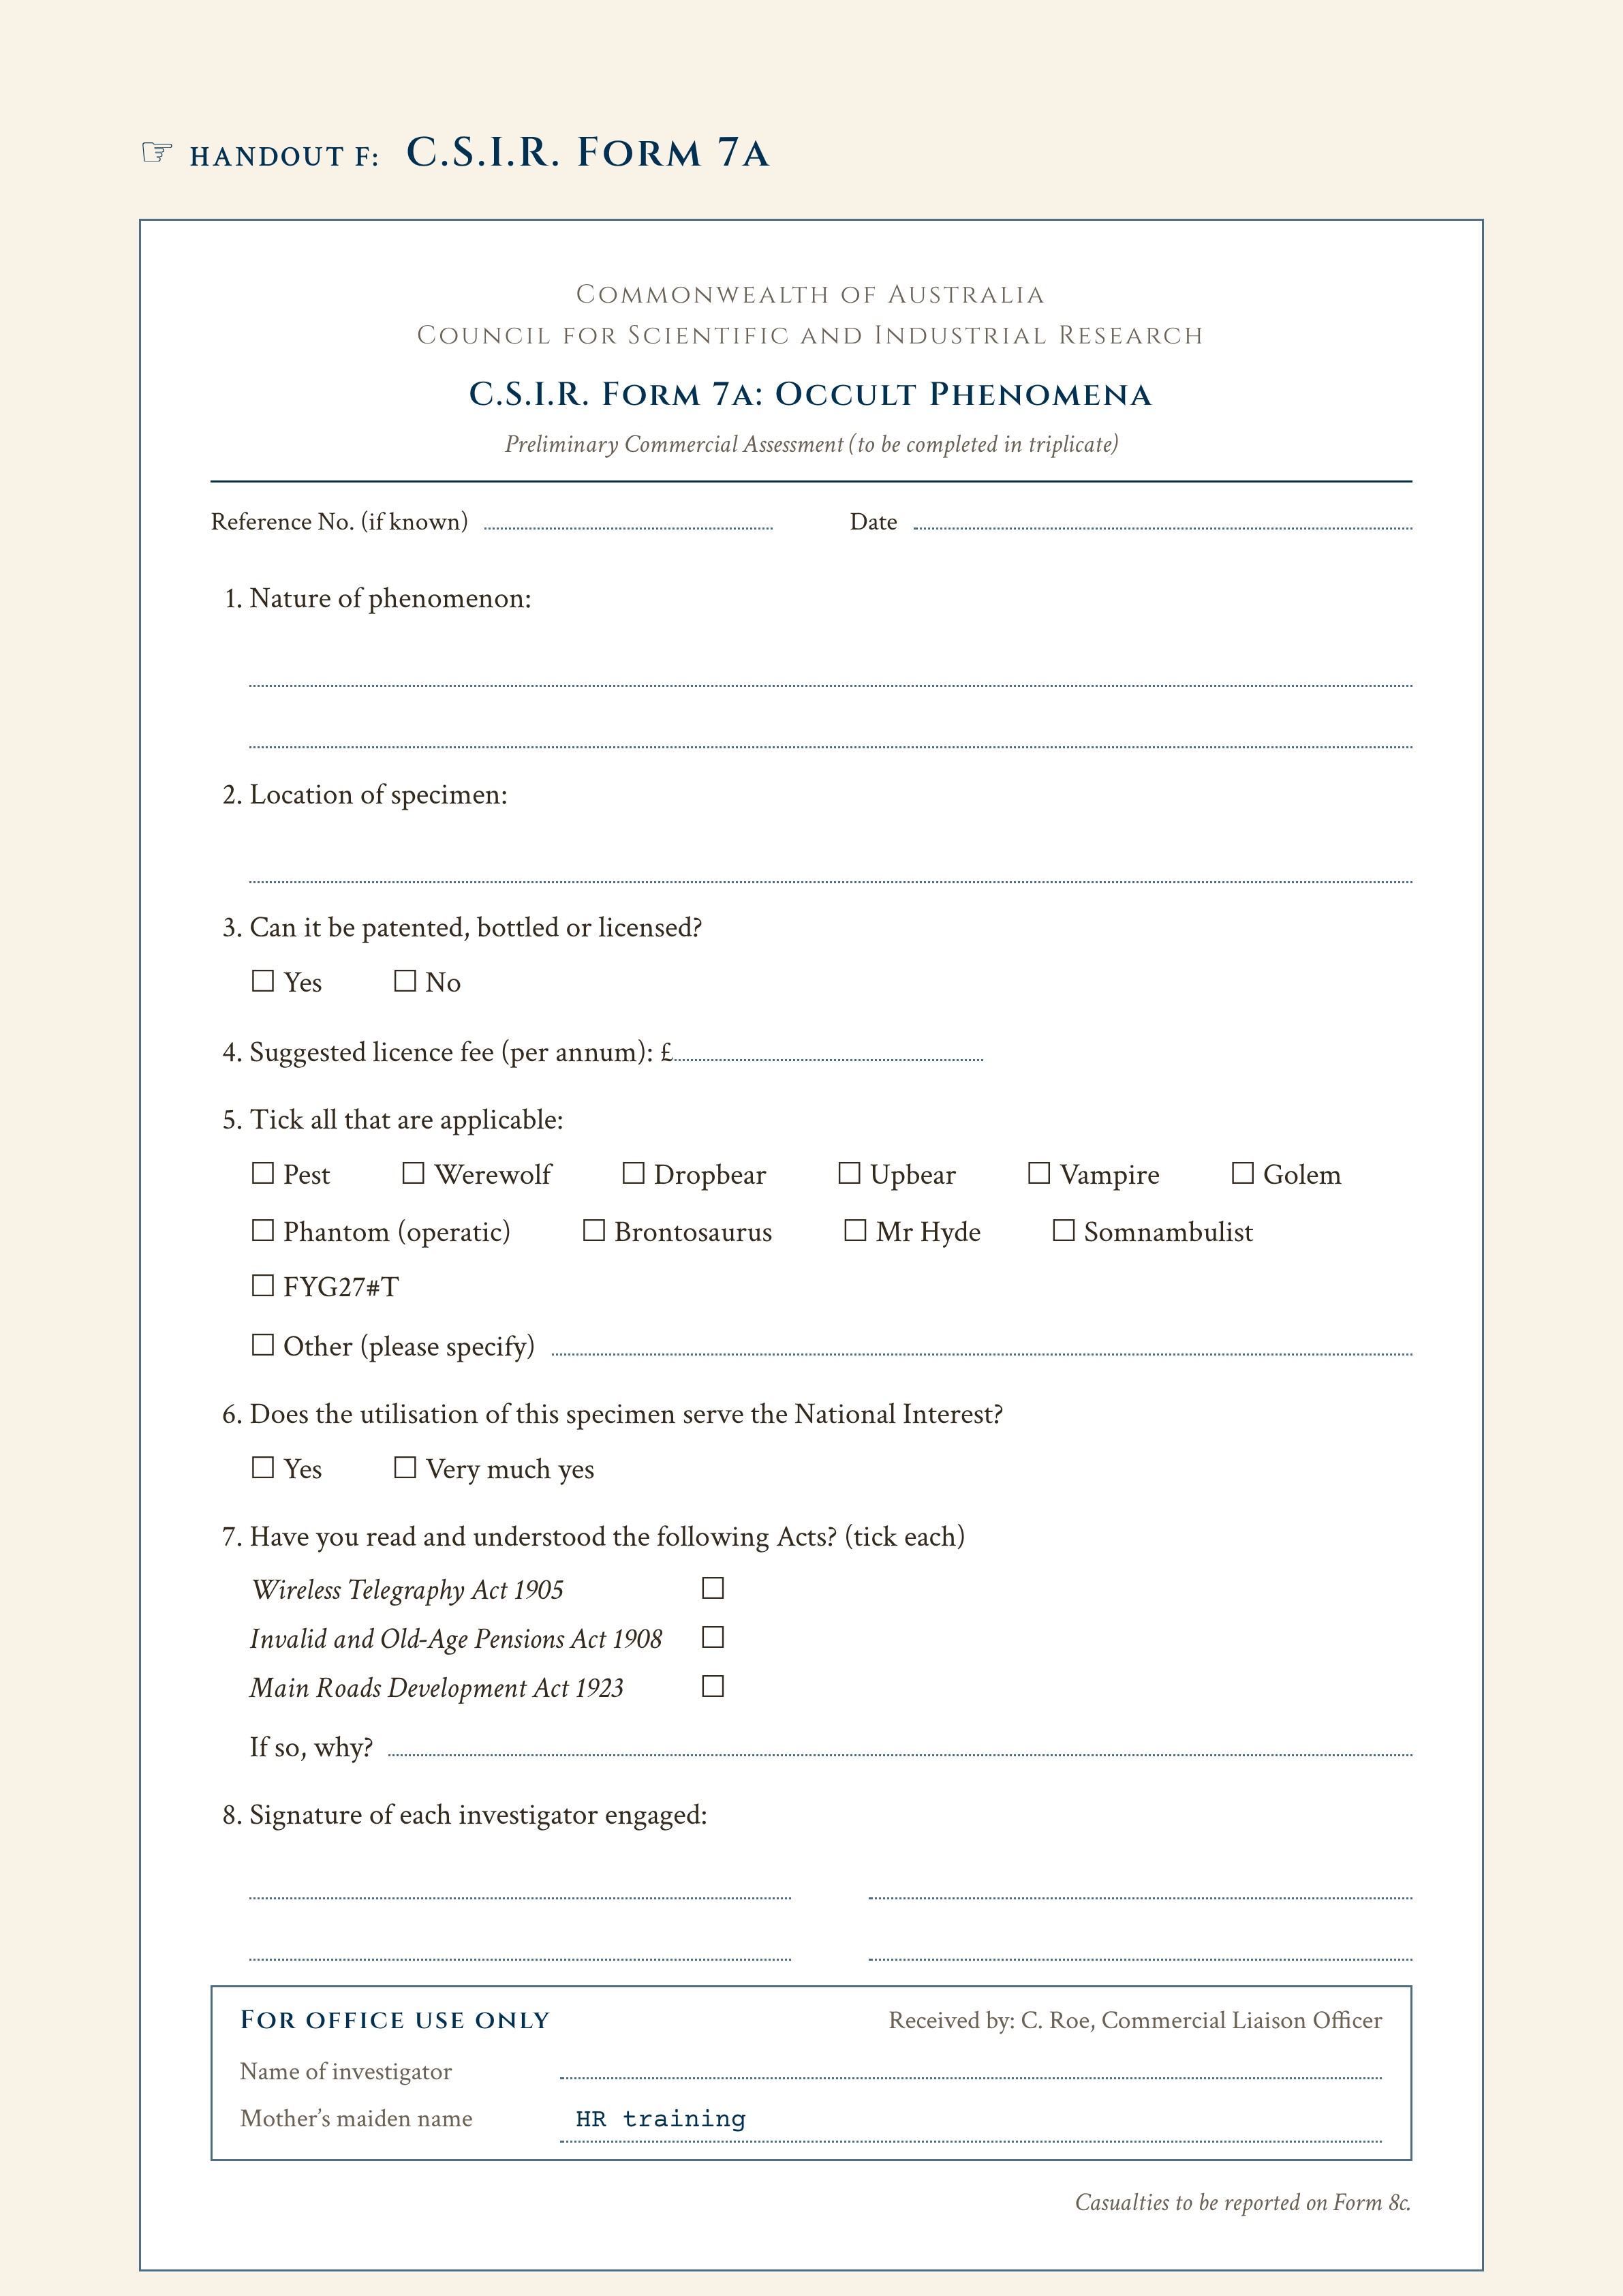 ☞ HANDOUT F: C.S.I.R. Form 7A
Commonwealth of Australia
Council for Scientific and Industrial Research
C.S.I.R. Form 7A: Occult Phenomena
Preliminary Commercial Assessment (to be completed in triplicate)
Reference No. (if known) Date
1. Nature of phenomenon:
2. Location of specimen:
3. Can it be patented, bottled or licensed?
☐ Yes ☐ No
4. Suggested licence fee (per annum): £
5. Tick all that are applicable:
☐ Pest ☐ Werewolf ☐ Dropbear ☐ Upbear ☐ Vampire ☐ Golem
☐ Phantom (operatic) ☐ Brontosaurus ☐ Mr Hyde ☐ Somnambulist
☐ FYG27#T
☐ Other (please specify)
6. Does the utilisation of this specimen serve the National Interest?
☐ Yes ☐ Very much yes
7. Have you read and understood the following Acts? (tick each)
Wireless Telegraphy Act 1905 ☐
Invalid and Old-Age Pensions Act 1908 ☐
Main Roads Development Act 1923 ☐
If so, why?
8. Signature of each investigator engaged:
For office use only Received by: C. Roe, Commercial Liaison Officer
Name of investigator
Mother’s maiden name HR training
Casualties to be reported on Form 8c.